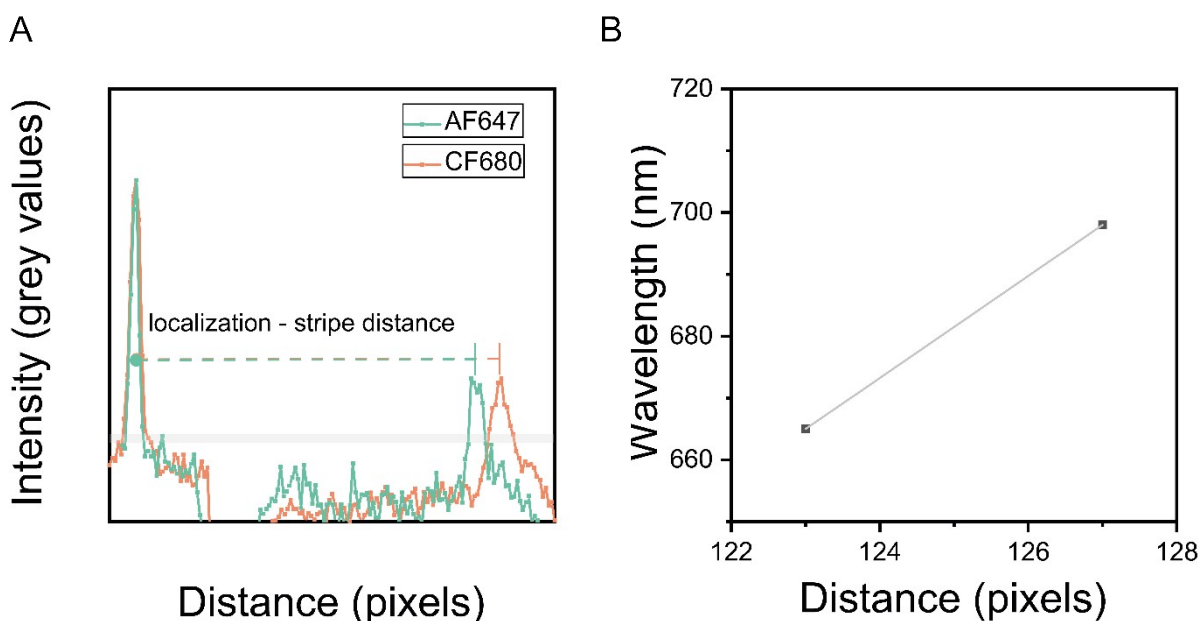 A
Intensity (grey values)
AF647
CF680
localization - stripe distance
Distance (pixels)
B
Wavelength (nm)
720
700
680
660
122
124
126
128
Distance (pixels)